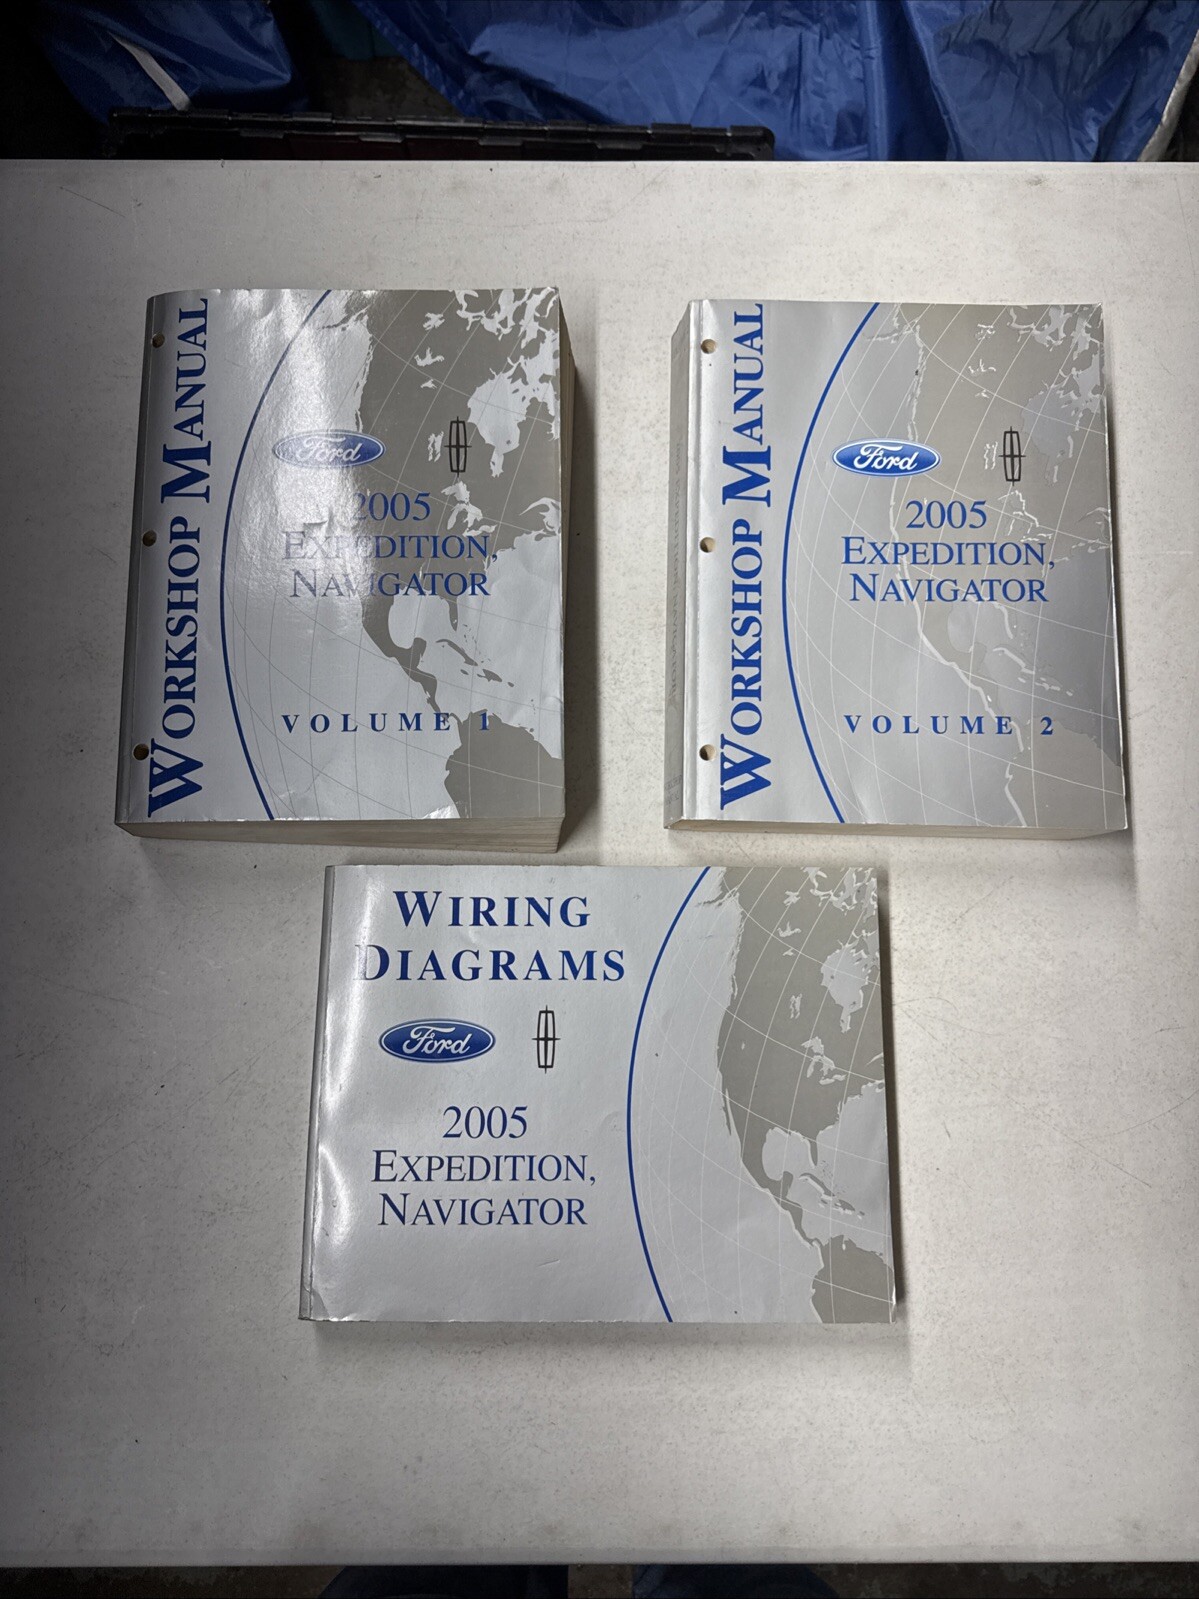 WORKSHOP MANUAL
Ford
2005
EXPEDITION,
NAVIGATOR
VOLUME 1
WORKSHOP MANUAL
Ford
2005
EXPEDITION,
NAVIGATOR
VOLUME 2
WIRING
DIAGRAMS
Ford
2005
EXPEDITION,
NAVIGATOR